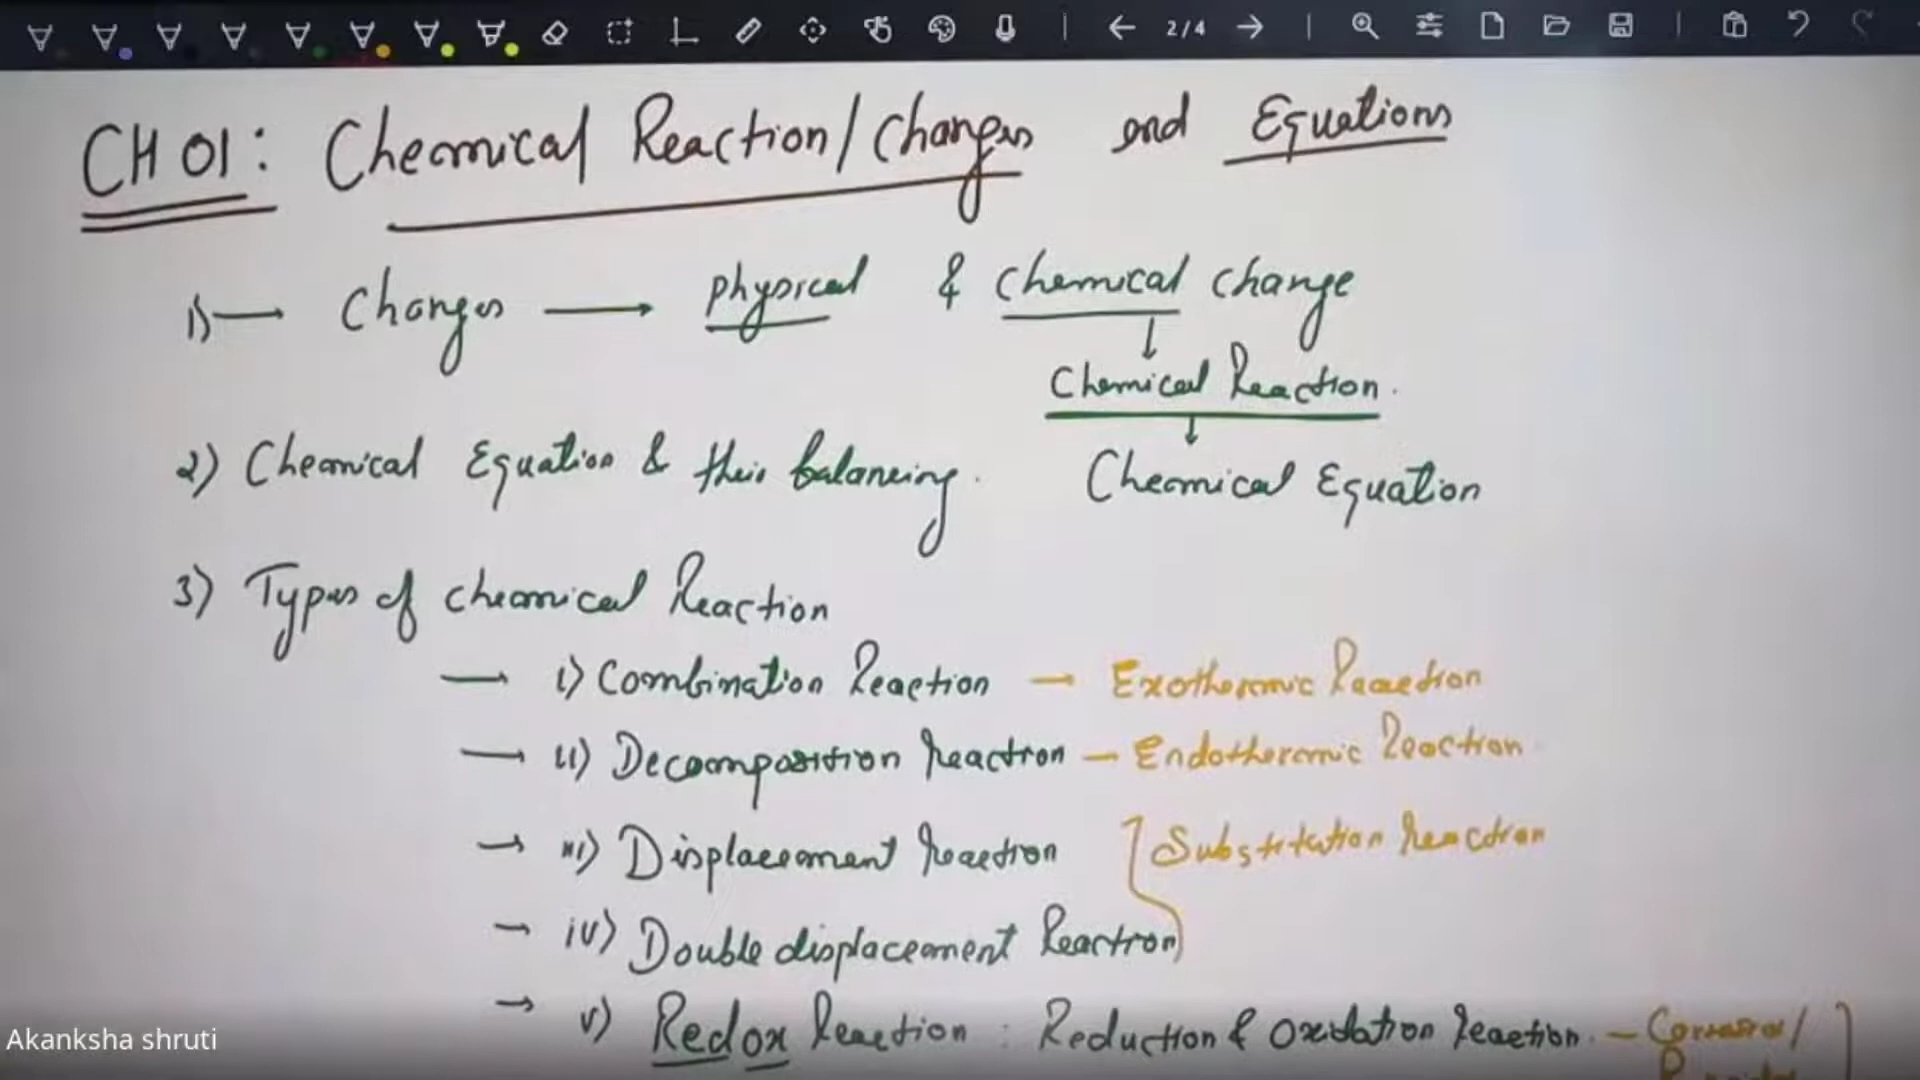 2/4
CH 01: Chemical Reaction/Changes and Equations
1) → Changes → physical & chemical change
↓
Chemical Reaction.
↓
2) Chemical Equation & their balancing. Chemical Equation
3) Types of chemical Reaction
→ i) Combination Reaction → Exothermic Reaction
→ ii) Decomposition Reaction – Endothermic Reaction
→ iii) Displacement Reaction } Substitution Reaction
→ iv) Double displacement Reaction
→ v) Redox Reaction : Reduction & Oxidation Reaction. – Corrosion/
Akanksha shruti